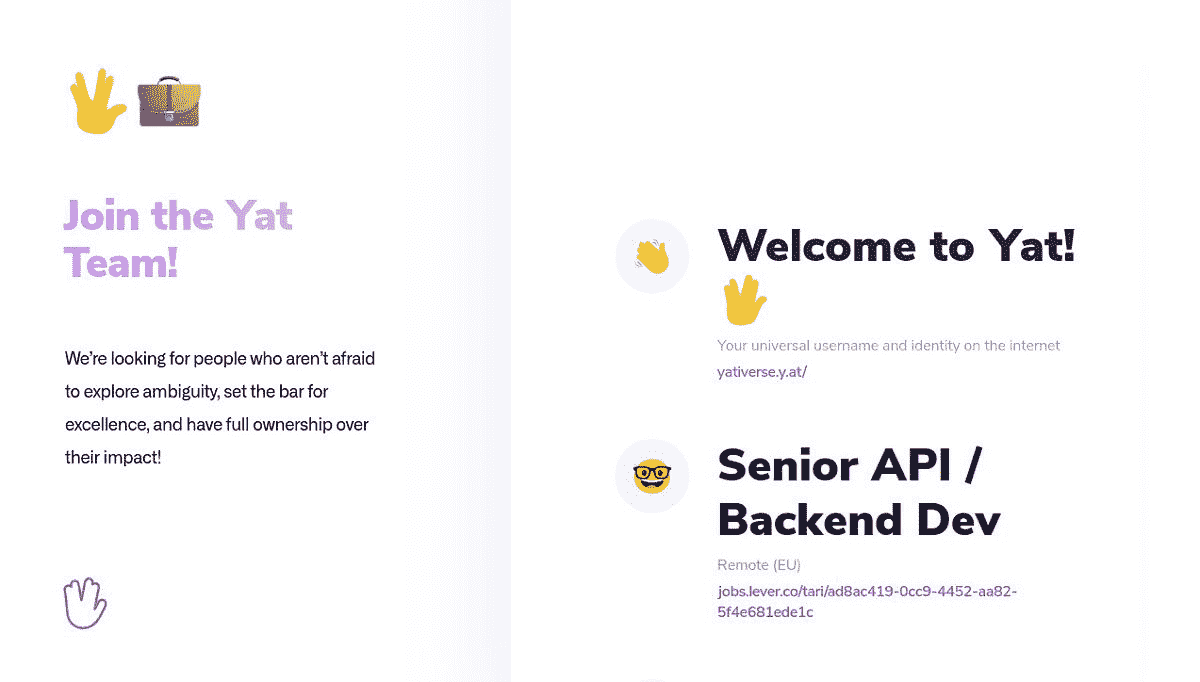 Join the Yat
Team!
We're looking for people who aren't afraid
to explore ambiguity, set the bar for
excellence, and have full ownership over
their impact!
Welcome to Yat!
Your universal username and identity on the internet
yativerse.y.at/
Senior API /
Backend Dev
Remote (EU)
jobs.lever.co/tari/ad8ac419-0cc9-4452-aa82-
5f4e681ede1c